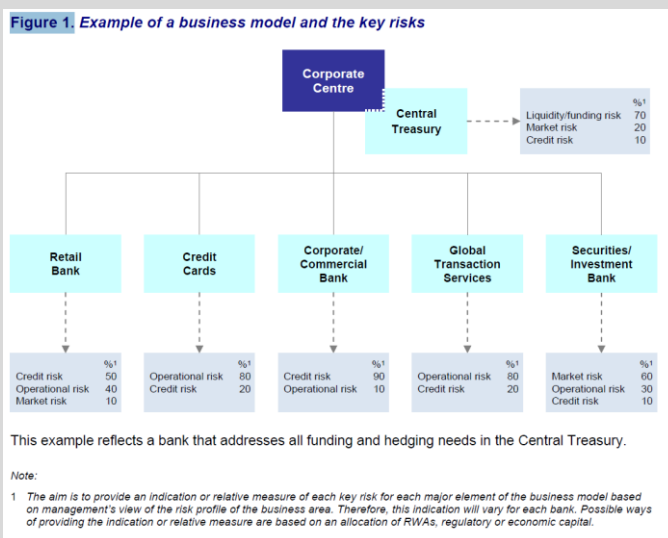 Figure 1. Example of a business model and the key risks
Corporate
Centre
Central
Treasury
%1
Liquidity/funding risk 70
Market risk 20
Credit risk 10
Retail
Bank
Credit
Cards
Corporate/
Commercial
Bank
Global
Transaction
Services
Securities/
Investment
Bank
%1
Credit risk 50
Operational risk 40
Market risk 10
%1
Operational risk 80
Credit risk 20
%1
Credit risk 90
Operational risk 10
%1
Operational risk 80
Credit risk 20
%1
Market risk 60
Operational risk 30
Credit risk 10
This example reflects a bank that addresses all funding and hedging needs in the Central Treasury.
Note:
1 The aim is to provide an indication or relative measure of each key risk for each major element of the business model based
on management's view of the risk profile of the business area. Therefore, this indication will vary for each bank. Possible ways
of providing the indication or relative measure are based on an allocation of RWAs, regulatory or economic capital.